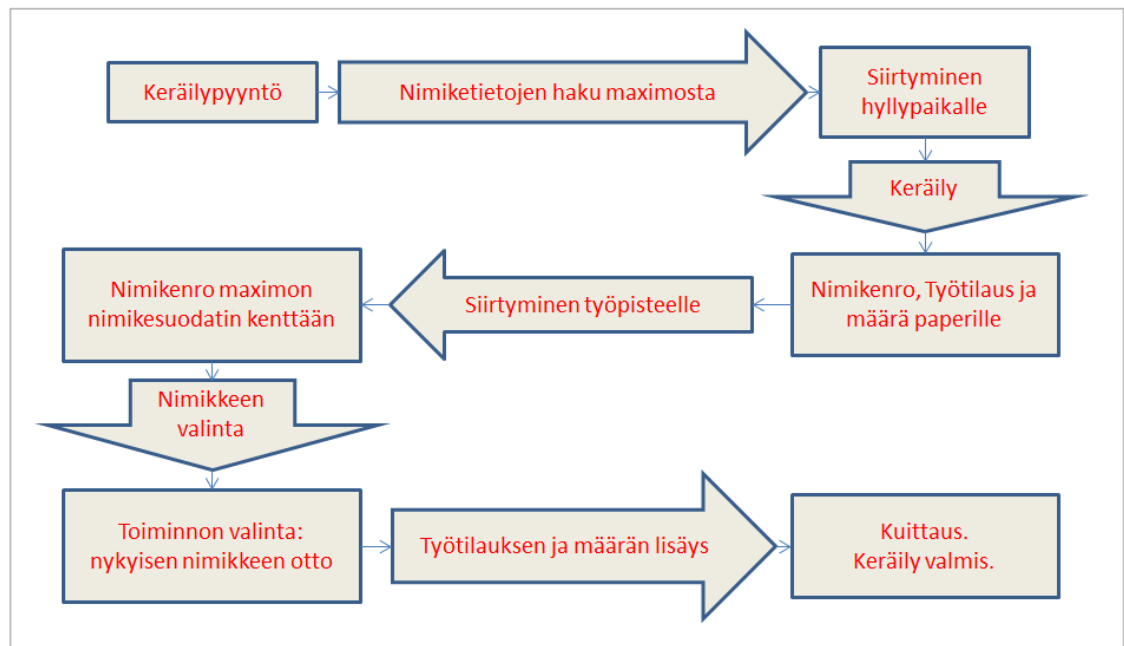 Keräilypyyntö
Nimiketietojen haku maximosta
Siirtyminen
hyllypaikalle
Keräily
Nimikenro, Työtilaus ja
määrä paperille
Siirtyminen työpisteelle
Nimikenro maximon
nimikesuodatin kenttään
Nimikkeen
valinta
Toiminnon valinta:
nykyisen nimikkeen otto
Työtilauksen ja määrän lisäys
Kuittaus.
Keräily valmis.